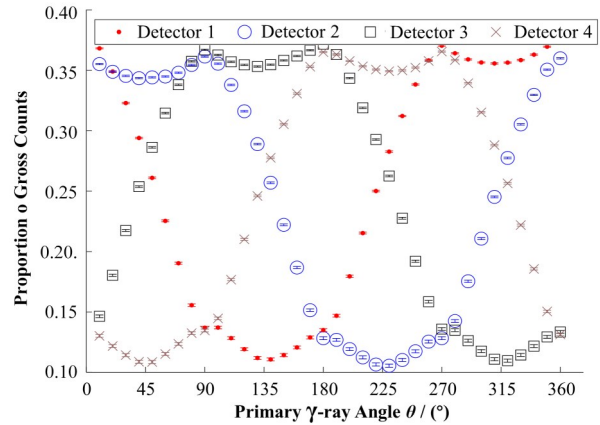 Detector 1 Detector 2 Detector 3 Detector 4
0.40
0.35
0.30
0.25
0.20
0.15
0.10
Proportion o Gross Counts
0 45 90 135 180 225 270 315 360
Primary γ-ray Angle θ / (°)